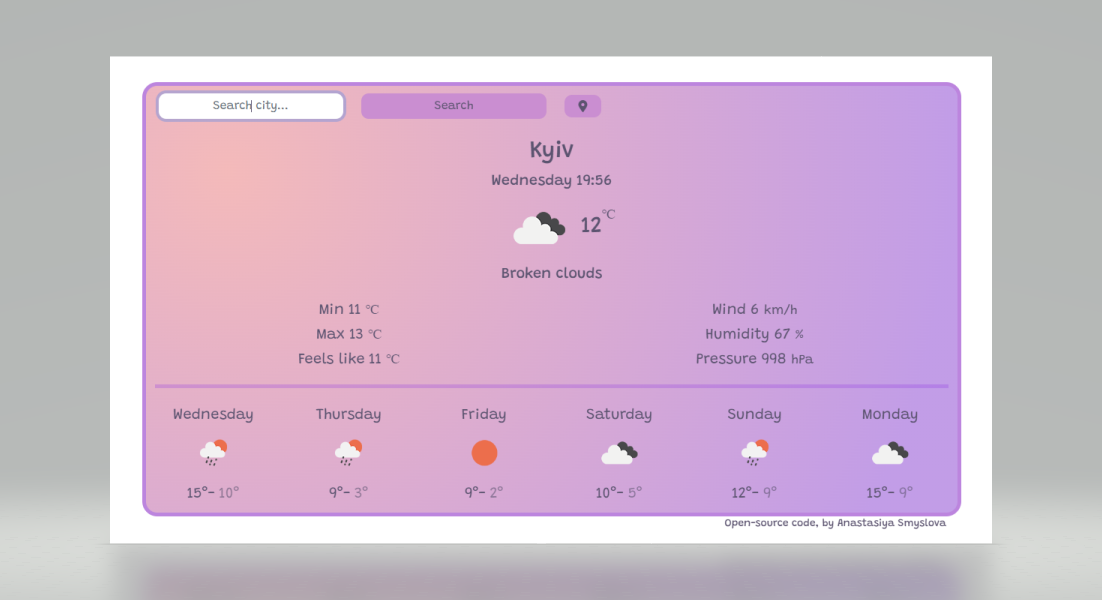 Search city...
Search
Kyiv
Wednesday 19:56
12°C
Broken clouds
Min 11 °C
Max 13 °C
Feels like 11 °C
Wind 6 km/h
Humidity 67 %
Pressure 998 hPa
Wednesday Thursday Friday Saturday Sunday Monday
15°- 10° 9°- 3° 9°- 2° 10°- 5° 12°- 9° 15°- 9°
Open-source code, by Anastasiya Smyslova